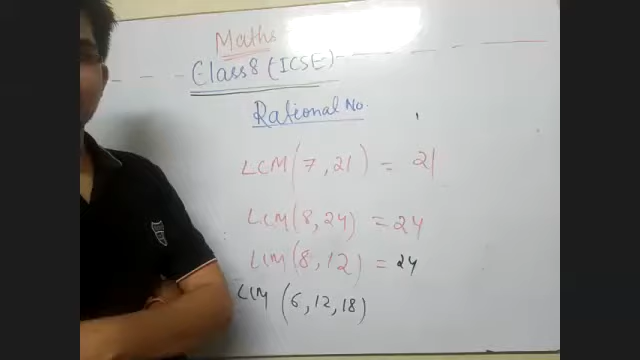 Maths
Class 8 (ICSE)
Rational No.
LCM (7, 21) = 21
LCM (8, 24) = 24
LCM (8, 12) = 24
LCM (6, 12, 18)